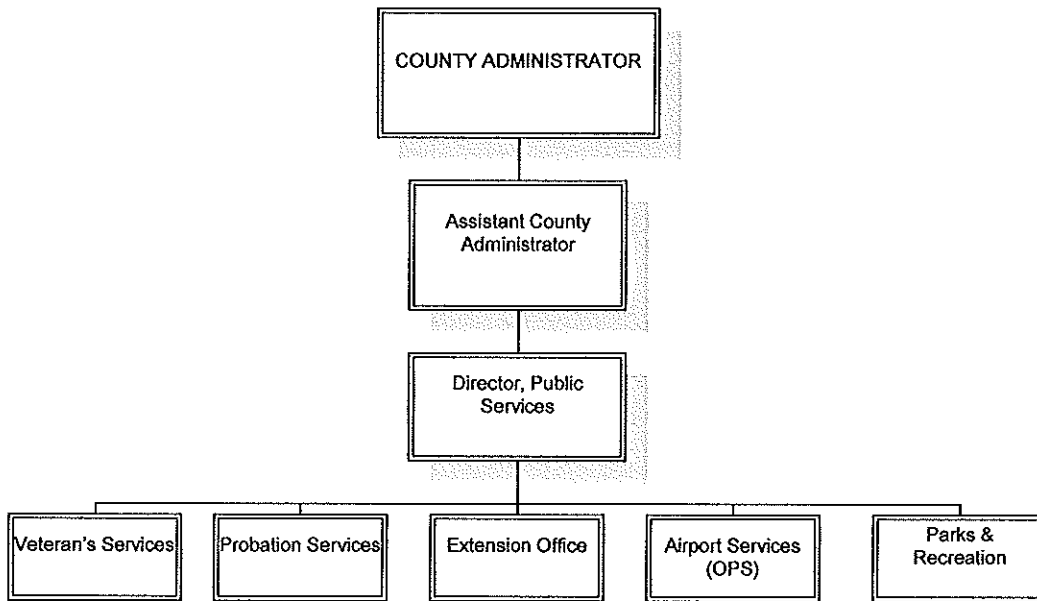 COUNTY ADMINISTRATOR
Assistant County
Administrator
Director, Public
Services
Veteran's Services
Probation Services
Extension Office
Airport Services
(OPS)
Parks &
Recreation